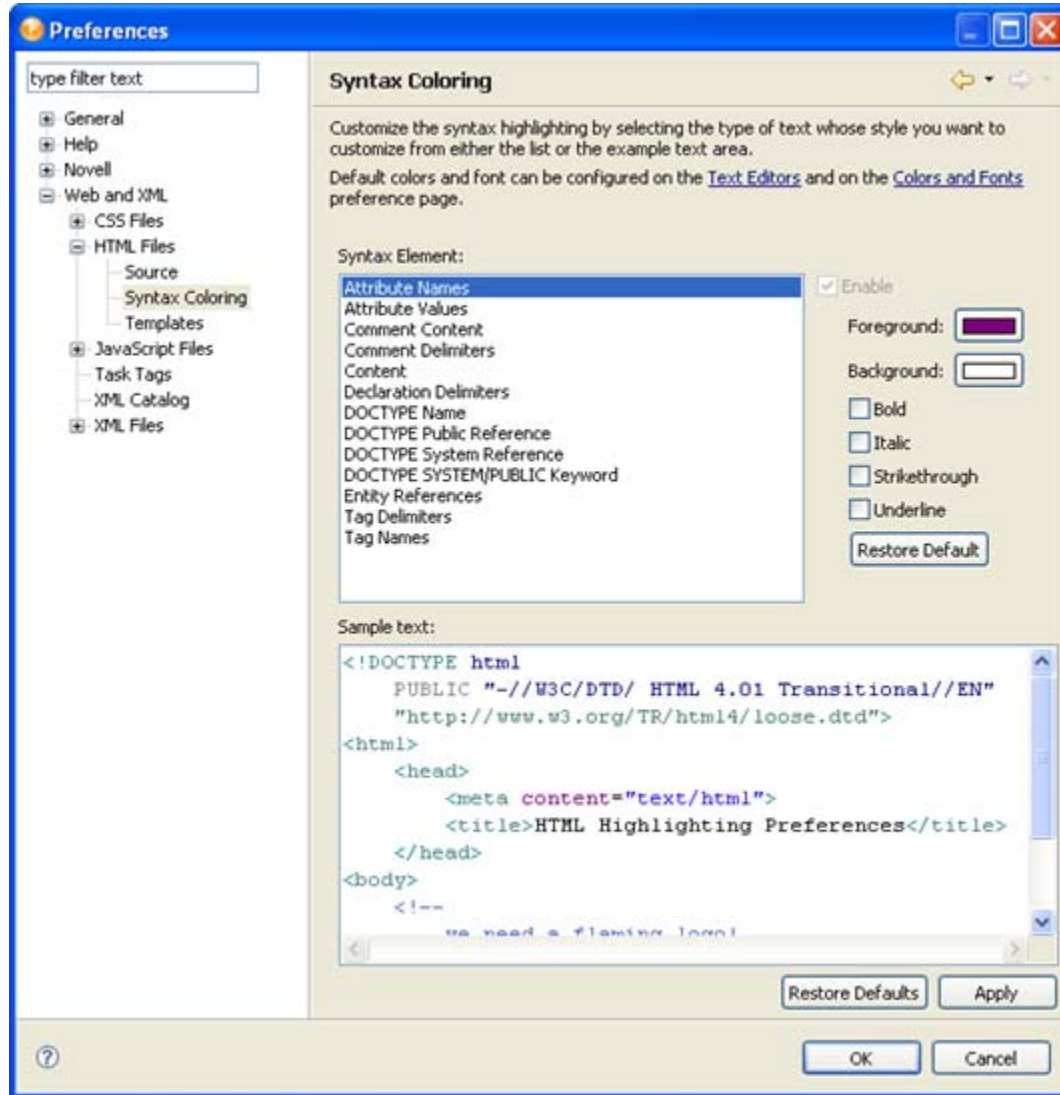 Preferences
type filter text
General
Help
Novell
Web and XML
CSS Files
HTML Files
Source
Syntax Coloring
Templates
JavaScript Files
Task Tags
XML Catalog
XML Files
Syntax Coloring
Customize the syntax highlighting by selecting the type of text whose style you want to
customize from either the list or the example text area.
Default colors and font can be configured on the Text Editors and on the Colors and Fonts
preference page.
Syntax Element:
Attribute Names
Attribute Values
Comment Content
Comment Delimiters
Content
Declaration Delimiters
DOCTYPE Name
DOCTYPE Public Reference
DOCTYPE System Reference
DOCTYPE SYSTEM/PUBLIC Keyword
Entity References
Tag Delimiters
Tag Names
Enable
Foreground:
Background:
Bold
Italic
Strikethrough
Underline
Restore Default
Sample text:
<!DOCTYPE html
PUBLIC "-//W3C/DTD/ HTML 4.01 Transitional//EN"
"http://www.w3.org/TR/html4/loose.dtd">
<html>
<head>
<meta content="text/html">
<title>HTML Highlighting Preferences</title>
</head>
<body>
<!--
we need a flaming logo!
Restore Defaults
Apply
?
OK
Cancel